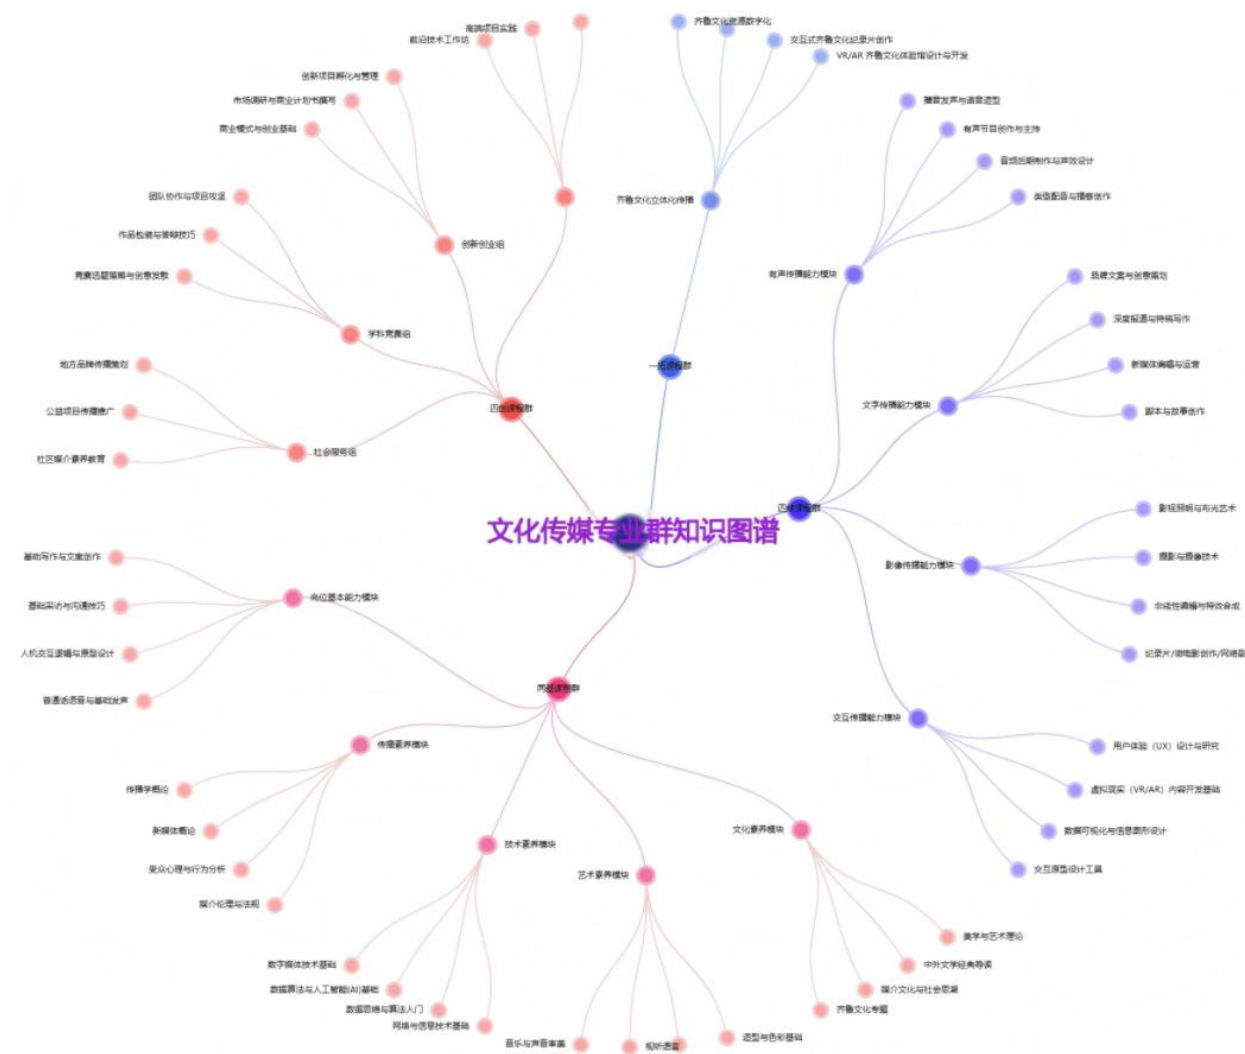 文化传媒专业群知识图谱
一拓课程群
齐鲁文化立体化传播
齐鲁文化资源数字化
交互式齐鲁文化纪录片创作
VR/AR 齐鲁文化体验馆设计与开发
四维课程群
有声传播能力模块
播音发声与语音造型
有声节目创作与主持
音频后期制作与声效设计
类型配音与播客创作
文字传播能力模块
品牌文案与创意策划
深度报道与特稿写作
新媒体编辑与运营
脚本与故事创作
影像传播能力模块
影视照明与布光艺术
摄影与摄像技术
非线性编辑与特效合成
纪录片/微电影创作/网络
交互传播能力模块
用户体验（UX）设计与研究
虚拟现实（VR/AR）内容开发基础
数据可视化与信息图形设计
交互原型设计工具
两基课程群
文化素养模块
美学与艺术理论
中外文学经典导读
媒介文化与社会思潮
齐鲁文化专题
艺术素养模块
造型与色彩基础
视听语言
音乐与声音审美
技术素养模块
网络与信息技术基础
数据思维与算法入门
数据算法与人工智能(AI)基础
数字媒体技术基础
传播素养模块
媒介伦理与法规
受众心理与行为分析
新媒体概论
传播学概论
岗位基本能力模块
普通话语音与基础发声
人机交互逻辑与原型设计
基础采访与沟通技巧
基础写作与文案创作
四创课程群
社会服务组
社区媒介素养教育
公益项目传播推广
地方品牌传播策划
学科竞赛组
竞赛选题策略与创意发散
作品包装与答辩技巧
团队协作与项目攻坚
创新创业组
商业模式与创业基础
市场调研与商业计划书撰写
创新项目孵化与管理
前沿技术工作坊
高端项目实践